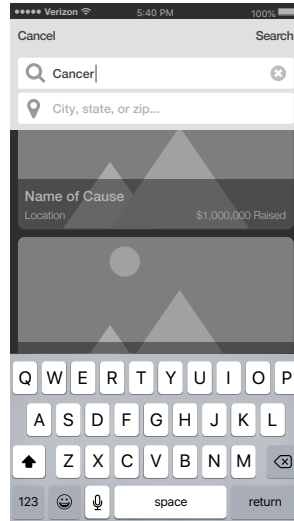 Verizon 5:40 PM 100%
Cancel Search
Cancer
City, state, or zip...
Name of Cause
Location $1,000,000 Raised
Q W E R T Y U I O P
A S D F G H J K L
Z X C V B N M
123 space return